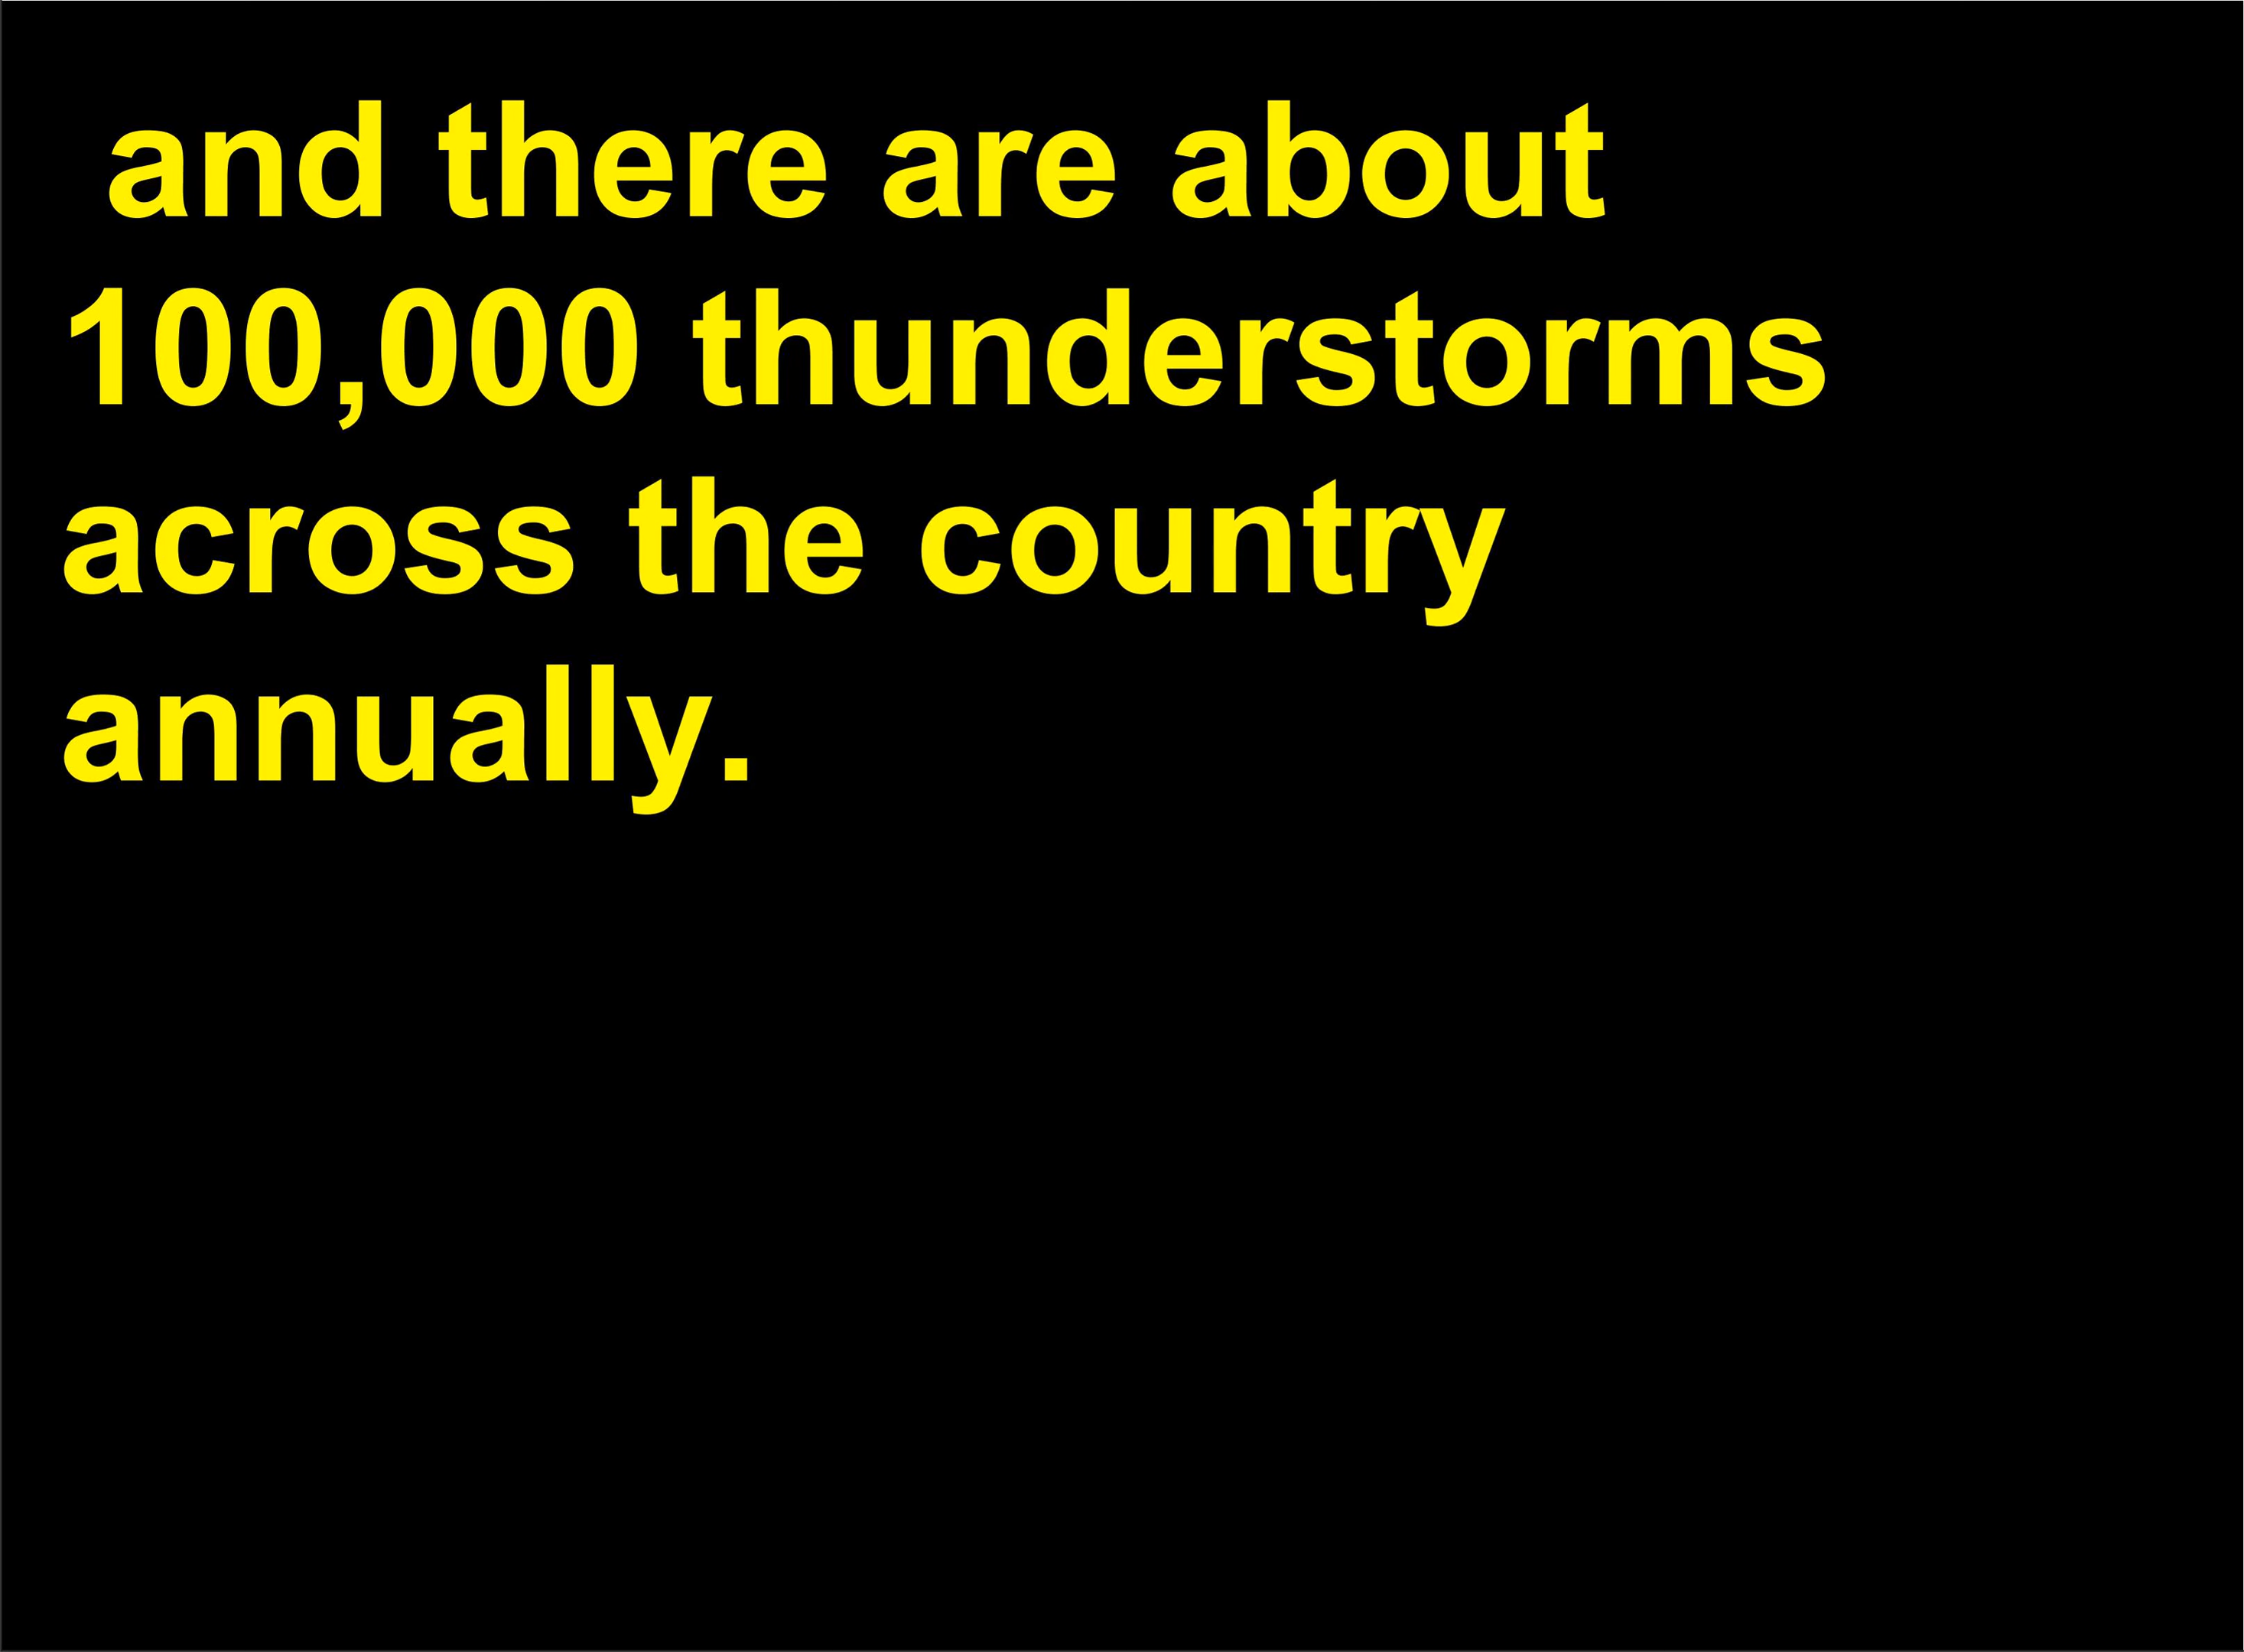 and there are about
100,000 thunderstorms
across the country
annually.